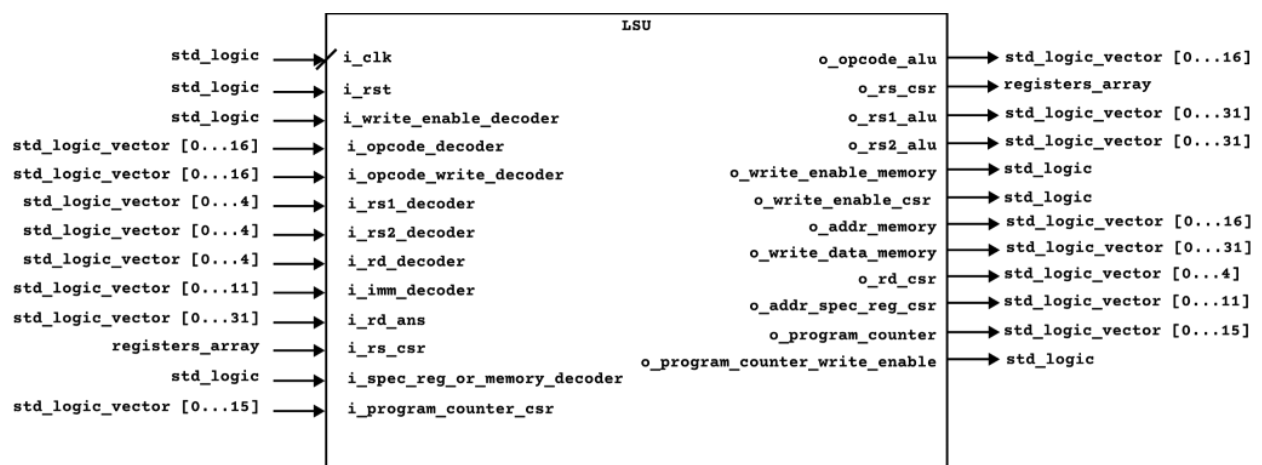 LSU
std_logic i_clk o_opcode_alu std_logic_vector [0...16]
std_logic i_rst o_rs_csr registers_array
std_logic i_write_enable_decoder o_rs1_alu std_logic_vector [0...31]
std_logic_vector [0...16] i_opcode_decoder o_rs2_alu std_logic_vector [0...31]
std_logic_vector [0...16] i_opcode_write_decoder o_write_enable_memory std_logic
std_logic_vector [0...4] i_rs1_decoder o_write_enable_csr std_logic
std_logic_vector [0...4] i_rs2_decoder o_addr_memory std_logic_vector [0...16]
std_logic_vector [0...4] i_rd_decoder o_write_data_memory std_logic_vector [0...31]
std_logic_vector [0...11] i_imm_decoder o_rd_csr std_logic_vector [0...4]
std_logic_vector [0...31] i_rd_ans o_addr_spec_reg_csr std_logic_vector [0...11]
registers_array i_rs_csr o_program_counter std_logic_vector [0...15]
std_logic i_spec_reg_or_memory_decoder o_program_counter_write_enable std_logic
std_logic_vector [0...15] i_program_counter_csr